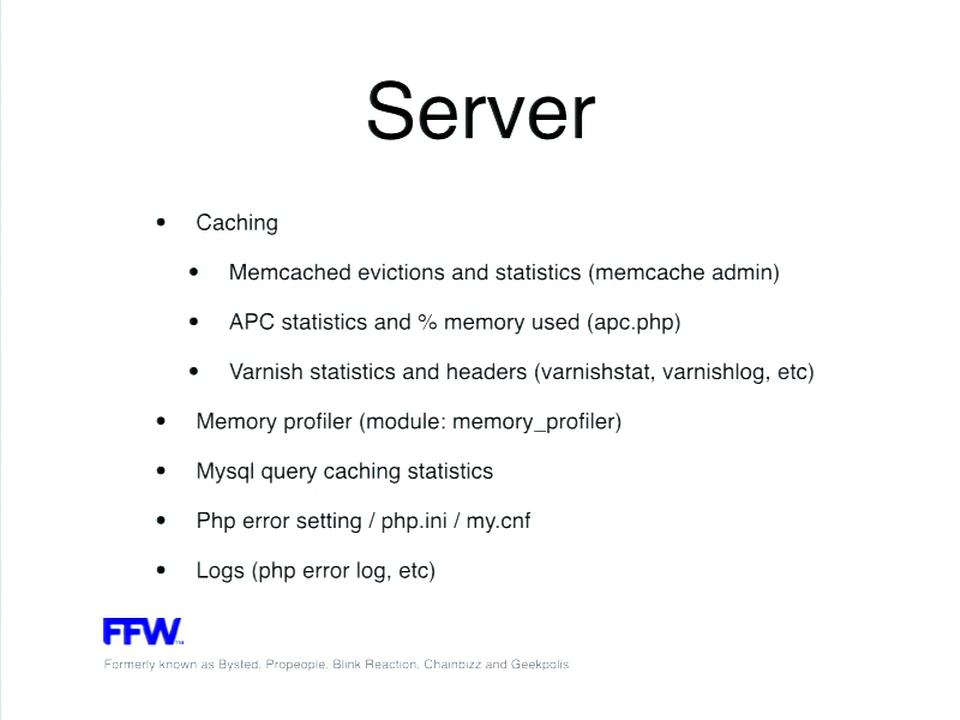 Server
• Caching
• Memcached evictions and statistics (memcache admin)
• APC statistics and % memory used (apc.php)
• Varnish statistics and headers (varnishstat, varnishlog, etc)
• Memory profiler (module: memory_profiler)
• Mysql query caching statistics
• Php error setting / php.ini / my.cnf
• Logs (php error log, etc)
FFW™
Formerly known as Bysted, Propeople, Blink Reaction, Chainbizz and Geekpolis